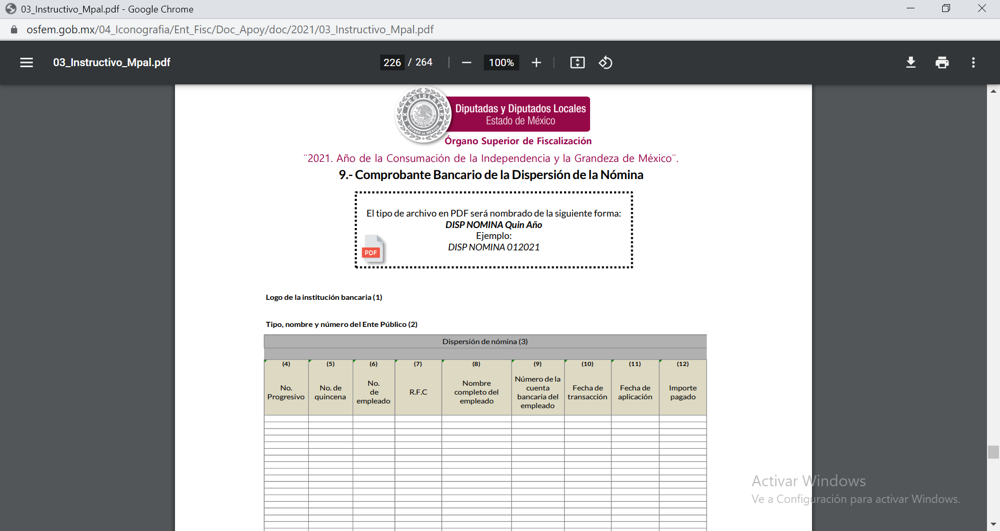 03_Instructivo_Mpal.pdf - Google Chrome
osfem.gob.mx/04_Iconografia/Ent_Fisc/Doc_Apoy/doc/2021/03_Instructivo_Mpal.pdf
03_Instructivo_Mpal.pdf
226 / 264
100%
LX LEGISLATURA
ESTADO DE MÉXICO
Diputadas y Diputados Locales
Estado de México
Órgano Superior de Fiscalización
¨2021. Año de la Consumación de la Independencia y la Grandeza de México¨.
9.- Comprobante Bancario de la Dispersión de la Nómina
El tipo de archivo en PDF será nombrado de la siguiente forma:
DISP NOMINA Quin Año
Ejemplo:
DISP NOMINA 012021
PDF
Logo de la institución bancaria (1)
Tipo, nombre y número del Ente Público (2)
Dispersión de nómina (3)
(4)
No.
Progresivo
(5)
No. de
quincena
(6)
No.
de
empleado
(7)
R.F.C
(8)
Nombre
completo del
empleado
(9)
Número de la
cuenta
bancaria del
empleado
(10)
Fecha de
transacción
(11)
Fecha de
aplicación
(12)
Importe
pagado
Activar Windows
Ve a Configuración para activar Windows.